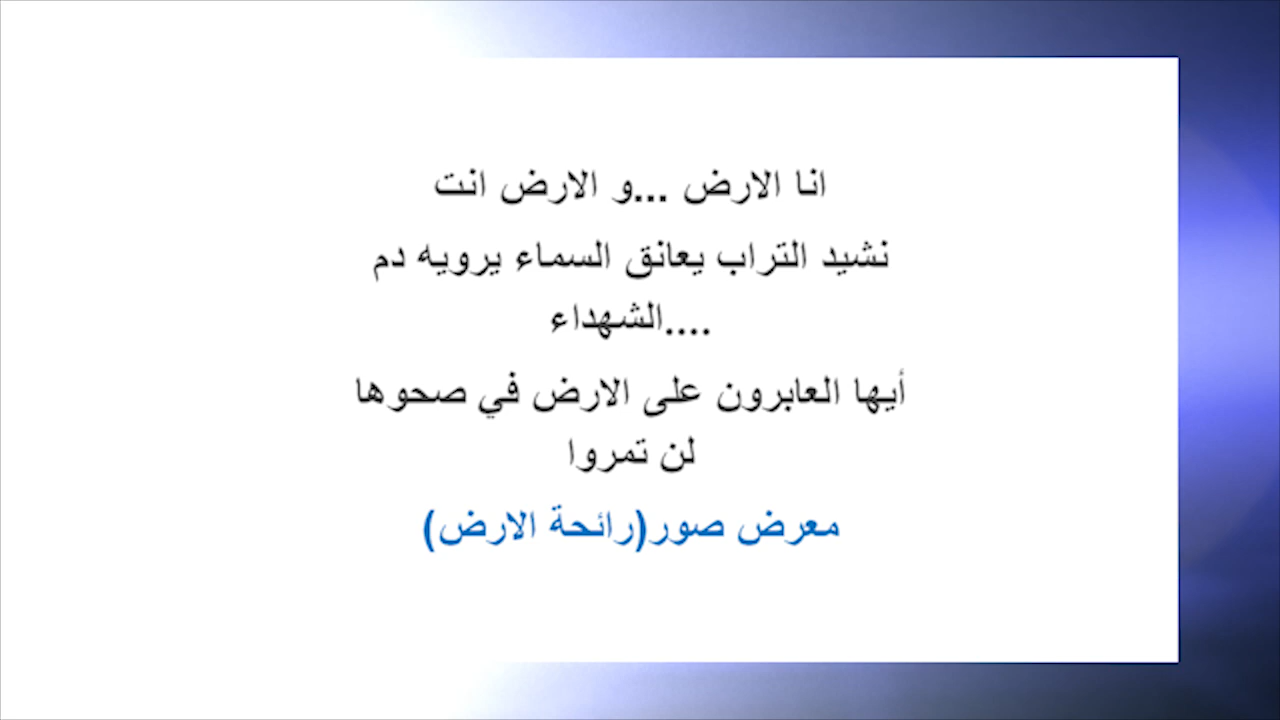 انا الارض ...و الارض انت
نشيد التراب يعانق السماء يرويه دم
....الشهداء
أيها العابرون على الارض في صحوها
لن تمروا
معرض صور(رائحة الارض)